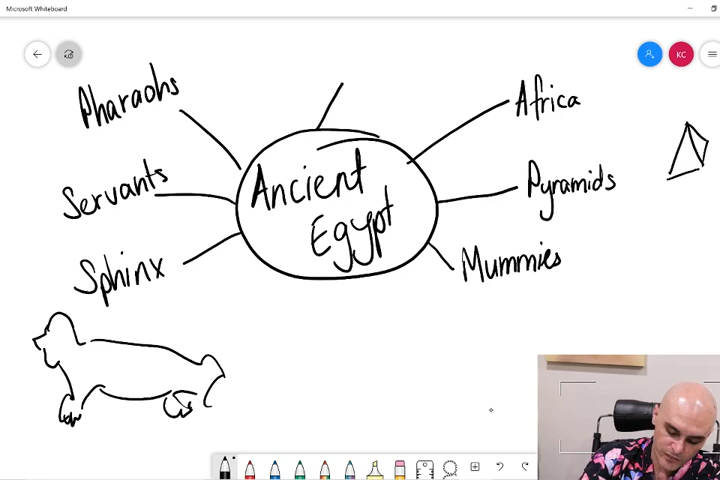 Microsoft Whiteboard
KC
Pharaohs
Africa
Servants
Ancient
Egypt
Pyramids
Sphinx
Mummies